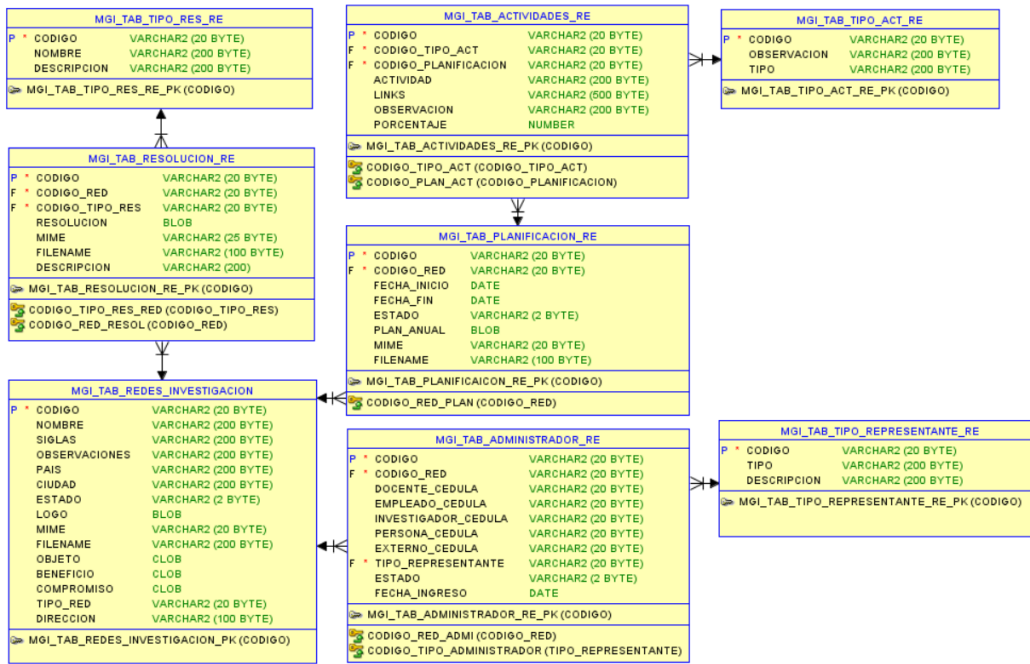 MGI_TAB_TIPO_RES_RE
P * CODIGO VARCHAR2 (20 BYTE)
NOMBRE VARCHAR2 (200 BYTE)
DESCRIPCION VARCHAR2 (200 BYTE)
MGI_TAB_TIPO_RES_RE_PK (CODIGO)
MGI_TAB_RESOLUCION_RE
P * CODIGO VARCHAR2 (20 BYTE)
F * CODIGO_RED VARCHAR2 (20 BYTE)
F * CODIGO_TIPO_RES VARCHAR2 (20 BYTE)
RESOLUCION BLOB
MIME VARCHAR2 (25 BYTE)
FILENAME VARCHAR2 (100 BYTE)
DESCRIPCION VARCHAR2 (200)
MGI_TAB_RESOLUCION_RE_PK (CODIGO)
CODIGO_TIPO_RES_RED (CODIGO_TIPO_RES)
CODIGO_RED_RESOL (CODIGO_RED)
MGI_TAB_REDES_INVESTIGACION
P * CODIGO VARCHAR2 (20 BYTE)
NOMBRE VARCHAR2 (200 BYTE)
SIGLAS VARCHAR2 (200 BYTE)
OBSERVACIONES VARCHAR2 (200 BYTE)
PAIS VARCHAR2 (200 BYTE)
CIUDAD VARCHAR2 (200 BYTE)
ESTADO VARCHAR2 (2 BYTE)
LOGO BLOB
MIME VARCHAR2 (20 BYTE)
FILENAME VARCHAR2 (200 BYTE)
OBJETO CLOB
BENEFICIO CLOB
COMPROMISO CLOB
TIPO_RED VARCHAR2 (20 BYTE)
DIRECCION VARCHAR2 (100 BYTE)
MGI_TAB_REDES_INVESTIGACION_PK (CODIGO)
MGI_TAB_ACTIVIDADES_RE
P * CODIGO VARCHAR2 (20 BYTE)
F * CODIGO_TIPO_ACT VARCHAR2 (20 BYTE)
F * CODIGO_PLANIFICACION VARCHAR2 (20 BYTE)
ACTIVIDAD VARCHAR2 (200 BYTE)
LINKS VARCHAR2 (500 BYTE)
OBSERVACION VARCHAR2 (200 BYTE)
PORCENTAJE NUMBER
MGI_TAB_ACTIVIDADES_RE_PK (CODIGO)
CODIGO_TIPO_ACT (CODIGO_TIPO_ACT)
CODIGO_PLAN_ACT (CODIGO_PLANIFICACION)
MGI_TAB_PLANIFICACION_RE
P * CODIGO VARCHAR2 (20 BYTE)
F * CODIGO_RED VARCHAR2 (20 BYTE)
FECHA_INICIO DATE
FECHA_FIN DATE
ESTADO VARCHAR2 (2 BYTE)
PLAN_ANUAL BLOB
MIME VARCHAR2 (20 BYTE)
FILENAME VARCHAR2 (100 BYTE)
MGI_TAB_PLANIFICAICON_RE_PK (CODIGO)
CODIGO_RED_PLAN (CODIGO_RED)
MGI_TAB_ADMINISTRADOR_RE
P * CODIGO VARCHAR2 (20 BYTE)
F * CODIGO_RED VARCHAR2 (20 BYTE)
DOCENTE_CEDULA VARCHAR2 (20 BYTE)
EMPLEADO_CEDULA VARCHAR2 (20 BYTE)
INVESTIGADOR_CEDULA VARCHAR2 (20 BYTE)
PERSONA_CEDULA VARCHAR2 (20 BYTE)
EXTERNO_CEDULA VARCHAR2 (20 BYTE)
F * TIPO_REPRESENTANTE VARCHAR2 (20 BYTE)
ESTADO VARCHAR2 (2 BYTE)
FECHA_INGRESO DATE
MGI_TAB_ADMINISTRADOR_RE_PK (CODIGO)
CODIGO_RED_ADMI (CODIGO_RED)
CODIGO_TIPO_ADMINISTRADOR (TIPO_REPRESENTANTE)
MGI_TAB_TIPO_ACT_RE
P * CODIGO VARCHAR2 (20 BYTE)
OBSERVACION VARCHAR2 (200 BYTE)
TIPO VARCHAR2 (200 BYTE)
MGI_TAB_TIPO_ACT_RE_PK (CODIGO)
MGI_TAB_TIPO_REPRESENTANTE_RE
P * CODIGO VARCHAR2 (20 BYTE)
TIPO VARCHAR2 (200 BYTE)
DESCRIPCION VARCHAR2 (200 BYTE)
MGI_TAB_TIPO_REPRESENTANTE_RE_PK (CODIGO)